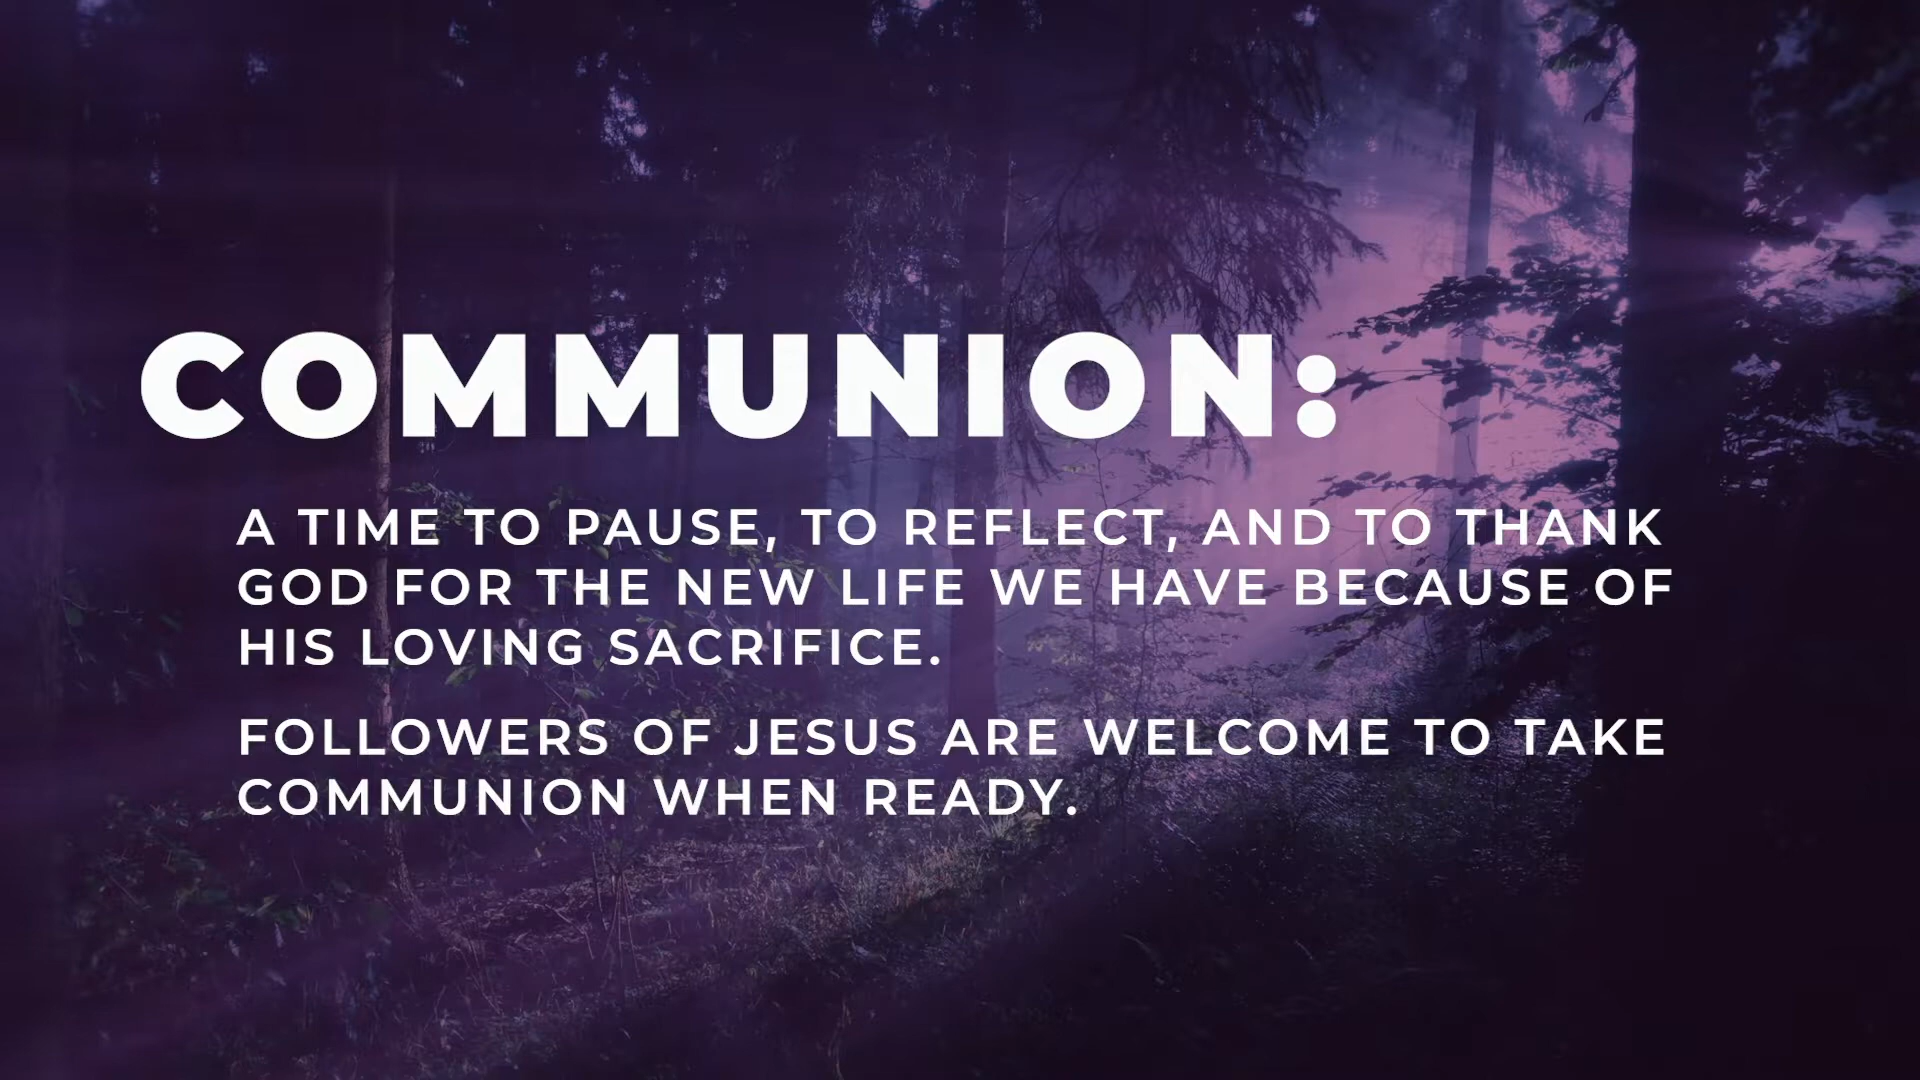 COMMUNION:
A TIME TO PAUSE, TO REFLECT, AND TO THANK
GOD FOR THE NEW LIFE WE HAVE BECAUSE OF
HIS LOVING SACRIFICE.
FOLLOWERS OF JESUS ARE WELCOME TO TAKE
COMMUNION WHEN READY.